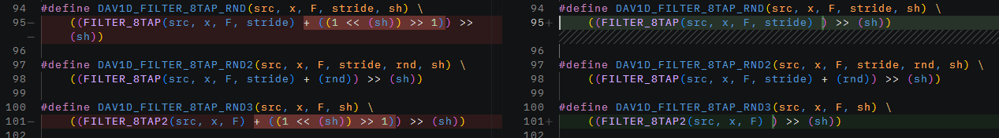 94 #define DAV1D_FILTER_8TAP_RND(src, x, F, stride, sh) \
95— ((FILTER_8TAP(src, x, F, stride) + ((1 << (sh)) >> 1)) >>
— (sh))
96
97 #define DAV1D_FILTER_8TAP_RND2(src, x, F, stride, rnd, sh) \
98 ((FILTER_8TAP(src, x, F, stride) + (rnd)) >> (sh))
99
100 #define DAV1D_FILTER_8TAP_RND3(src, x, F, sh) \
101— ((FILTER_8TAP2(src, x, F) + ((1 << (sh)) >> 1)) >> (sh))
102
94 #define DAV1D_FILTER_8TAP_RND(src, x, F, stride, sh) \
95+ ((FILTER_8TAP(src, x, F, stride) ) >> (sh))
96
97 #define DAV1D_FILTER_8TAP_RND2(src, x, F, stride, rnd, sh) \
98 ((FILTER_8TAP(src, x, F, stride) + (rnd)) >> (sh))
99
100 #define DAV1D_FILTER_8TAP_RND3(src, x, F, sh) \
101+ ((FILTER_8TAP2(src, x, F) ) >> (sh))
102